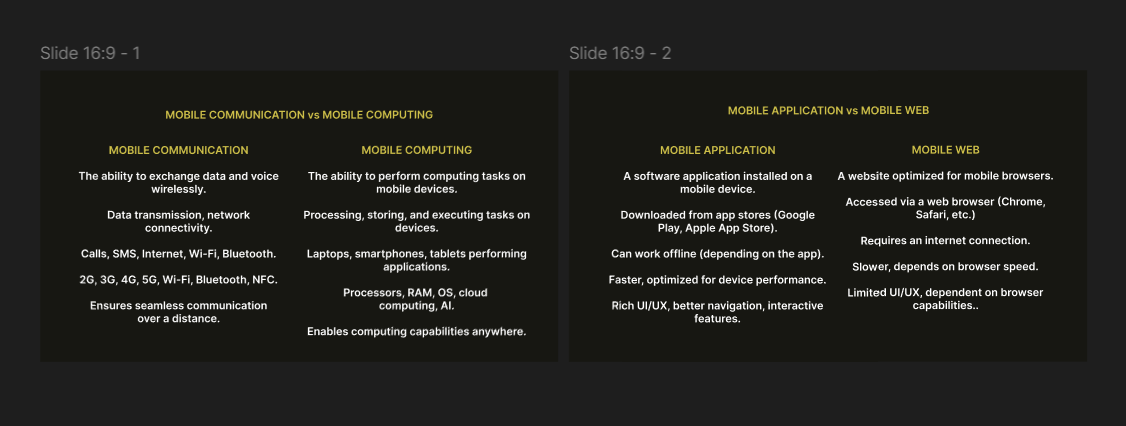 Slide 16:9 - 1
MOBILE COMMUNICATION vs MOBILE COMPUTING
MOBILE COMMUNICATION
The ability to exchange data and voice
wirelessly.
Data transmission, network
connectivity.
Calls, SMS, Internet, Wi-Fi, Bluetooth.
2G, 3G, 4G, 5G, Wi-Fi, Bluetooth, NFC.
Ensures seamless communication
over a distance.
MOBILE COMPUTING
The ability to perform computing tasks on
mobile devices.
Processing, storing, and executing tasks on
devices.
Laptops, smartphones, tablets performing
applications.
Processors, RAM, OS, cloud
computing, AI.
Enables computing capabilities anywhere.
Slide 16:9 - 2
MOBILE APPLICATION vs MOBILE WEB
MOBILE APPLICATION
A software application installed on a
mobile device.
Downloaded from app stores (Google
Play, Apple App Store).
Can work offline (depending on the app).
Faster, optimized for device performance.
Rich UI/UX, better navigation, interactive
features.
MOBILE WEB
A website optimized for mobile browsers.
Accessed via a web browser (Chrome,
Safari, etc.)
Requires an internet connection.
Slower, depends on browser speed.
Limited UI/UX, dependent on browser
capabilities..